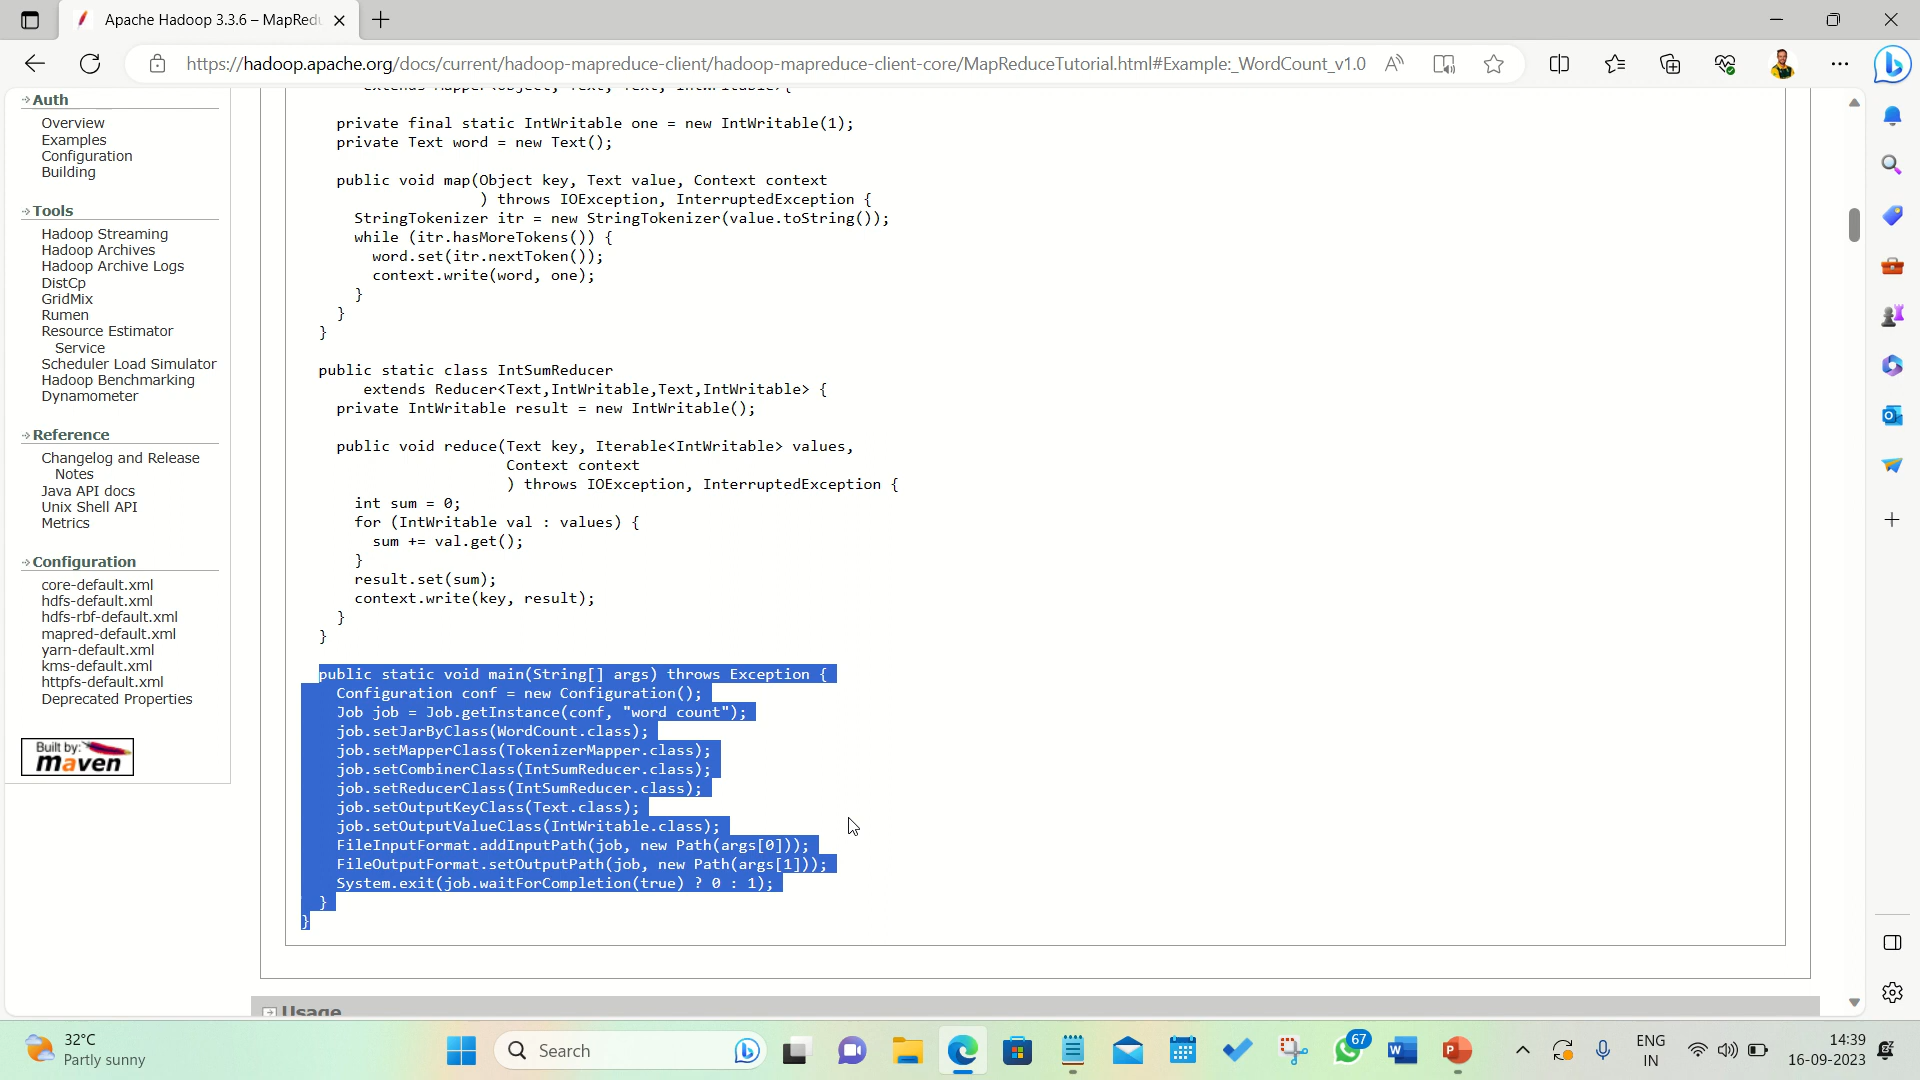 Apache Hadoop 3.3.6 – MapRedu
https://hadoop.apache.org/docs/current/hadoop-mapreduce-client/hadoop-mapreduce-client-core/MapReduceTutorial.html#Example:_WordCount_v1.0
Auth
Overview
Examples
Configuration
Building
Tools
Hadoop Streaming
Hadoop Archives
Hadoop Archive Logs
DistCp
GridMix
Rumen
Resource Estimator
Service
Scheduler Load Simulator
Hadoop Benchmarking
Dynamometer
Reference
Changelog and Release
Notes
Java API docs
Unix Shell API
Metrics
Configuration
core-default.xml
hdfs-default.xml
hdfs-rbf-default.xml
mapred-default.xml
yarn-default.xml
kms-default.xml
httpfs-default.xml
Deprecated Properties
Built by:
maven
private final static IntWritable one = new IntWritable(1);
private Text word = new Text();
public void map(Object key, Text value, Context context
) throws IOException, InterruptedException {
StringTokenizer itr = new StringTokenizer(value.toString());
while (itr.hasMoreTokens()) {
word.set(itr.nextToken());
context.write(word, one);
}
}
}
public static class IntSumReducer
extends Reducer<Text,IntWritable,Text,IntWritable> {
private IntWritable result = new IntWritable();
public void reduce(Text key, Iterable<IntWritable> values,
Context context
) throws IOException, InterruptedException {
int sum = 0;
for (IntWritable val : values) {
sum += val.get();
}
result.set(sum);
context.write(key, result);
}
}
public static void main(String[] args) throws Exception {
Configuration conf = new Configuration();
Job job = Job.getInstance(conf, "word count");
job.setJarByClass(WordCount.class);
job.setMapperClass(TokenizerMapper.class);
job.setCombinerClass(IntSumReducer.class);
job.setReducerClass(IntSumReducer.class);
job.setOutputKeyClass(Text.class);
job.setOutputValueClass(IntWritable.class);
FileInputFormat.addInputPath(job, new Path(args[0]));
FileOutputFormat.setOutputPath(job, new Path(args[1]));
System.exit(job.waitForCompletion(true) ? 0 : 1);
}
}
Usage
32°C
Partly sunny
Search
67
ENG
IN
14:39
16-09-2023